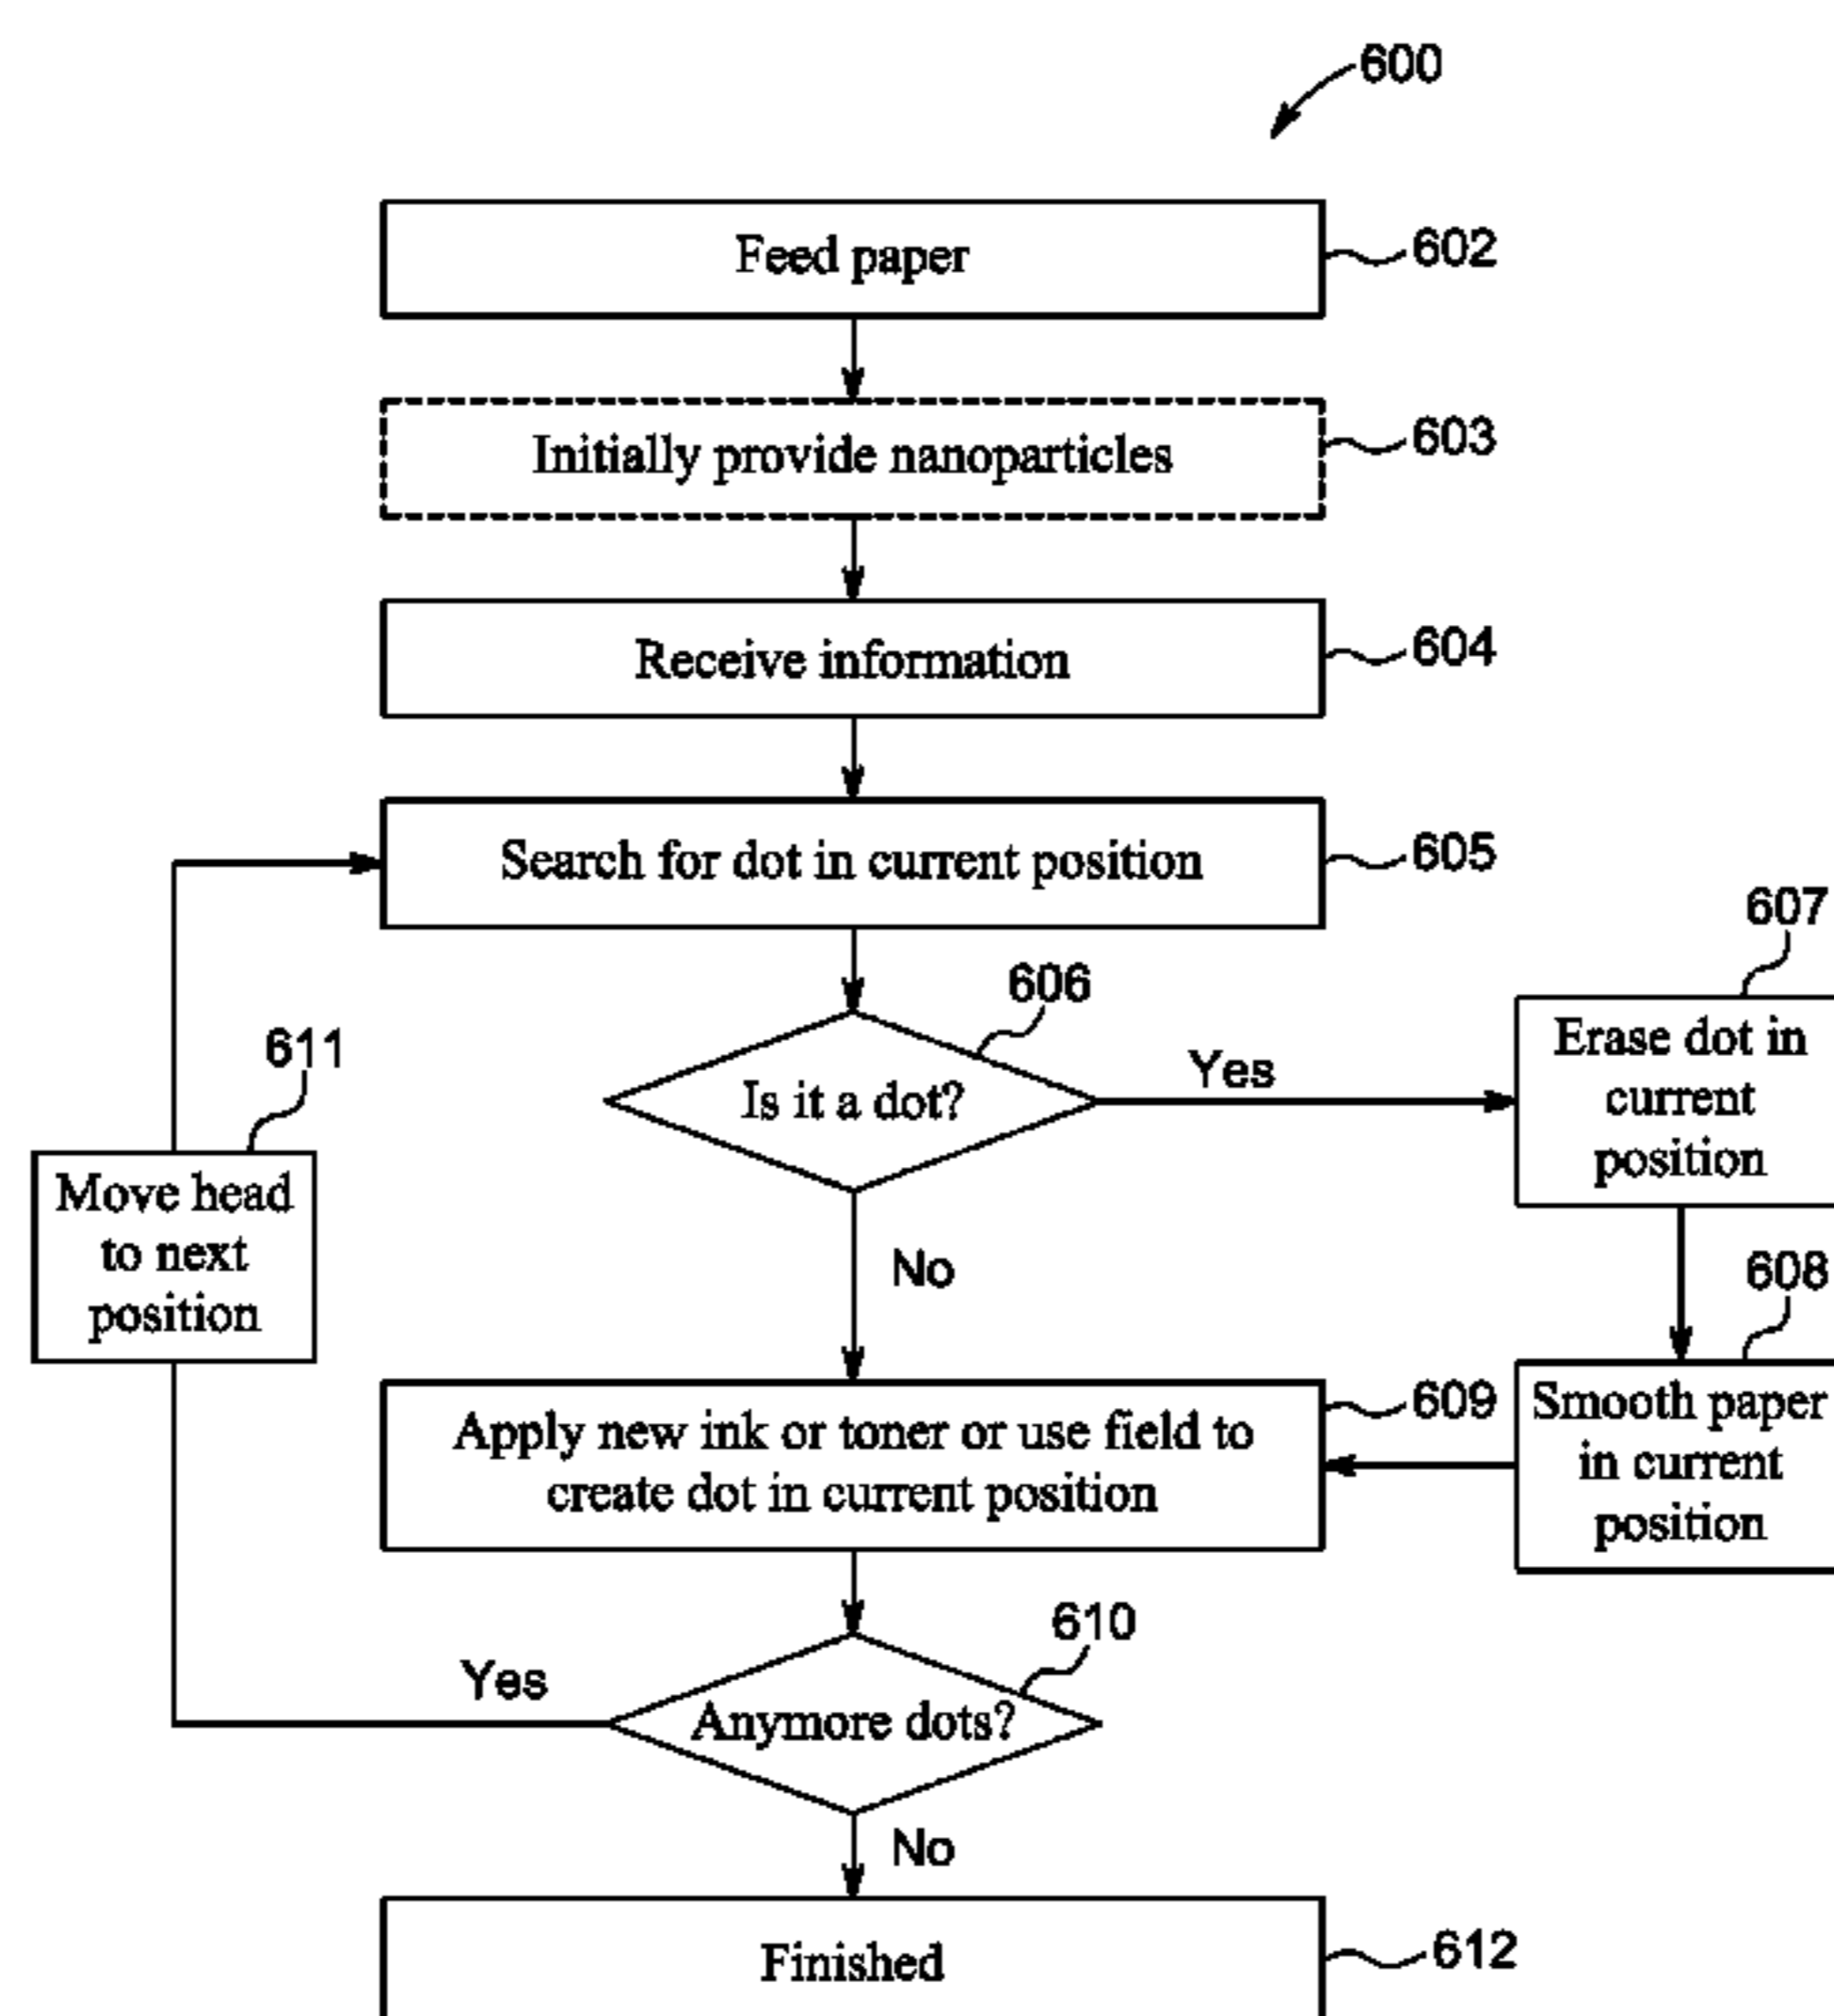 600
Feed paper
602
Initially provide nanoparticles
603
Receive information
604
Search for dot in current position
605
606
Is it a dot?
Yes
607
Erase dot in
current
position
611
Move head
to next
position
No
608
Smooth paper
in current
position
Apply new ink or toner or use field to
create dot in current position
609
610
Anymore dots?
Yes
No
Finished
612